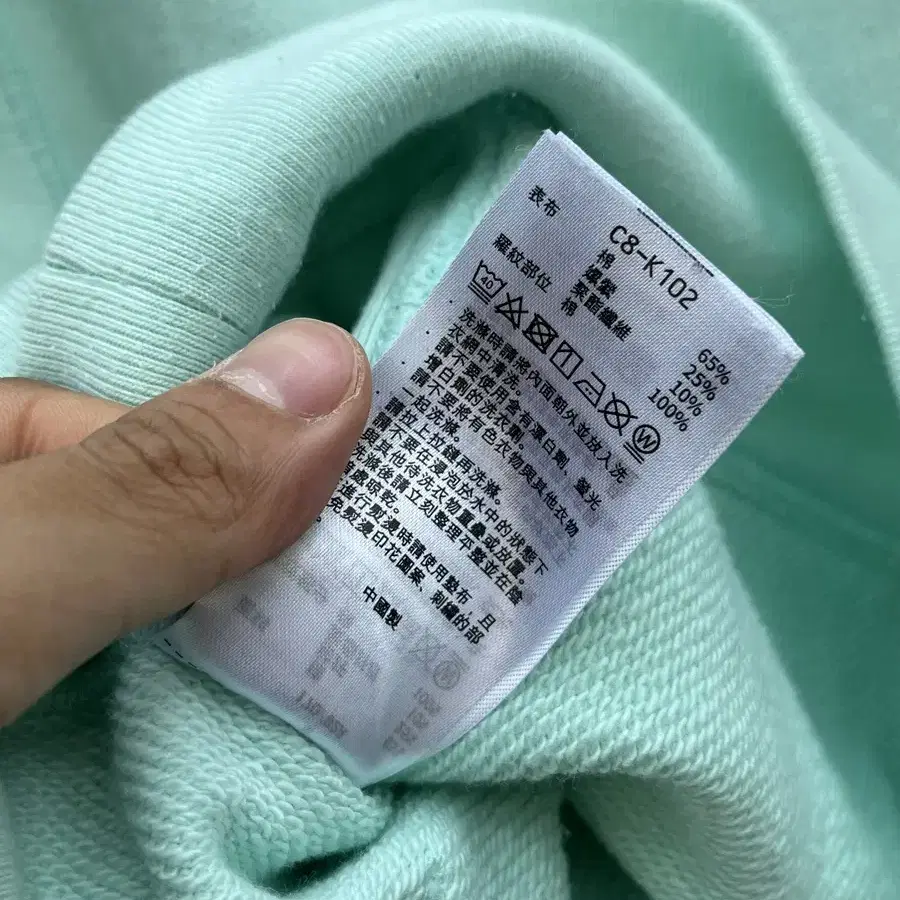 C8-K102
表布
棉 65%
嫘縈 25%
聚酯纖維 10%
羅紋部位 棉 100%
40
W
洗滌時請將內面朝外並放入洗
衣網中清洗。
請不要使用含有漂白劑、螢光
增白劑的洗衣劑。
請不要將有色衣物與其他衣物
一起洗滌。
請拉上拉鏈再洗滌。
請不要在浸泡於水中的狀態下
與其他待洗衣物重疊或放置。
洗滌後請立刻整理平整並在陰
處晾乾。
進行熨燙時請使用墊布，且
免熨燙印花圖案、刺繡的部
中國製